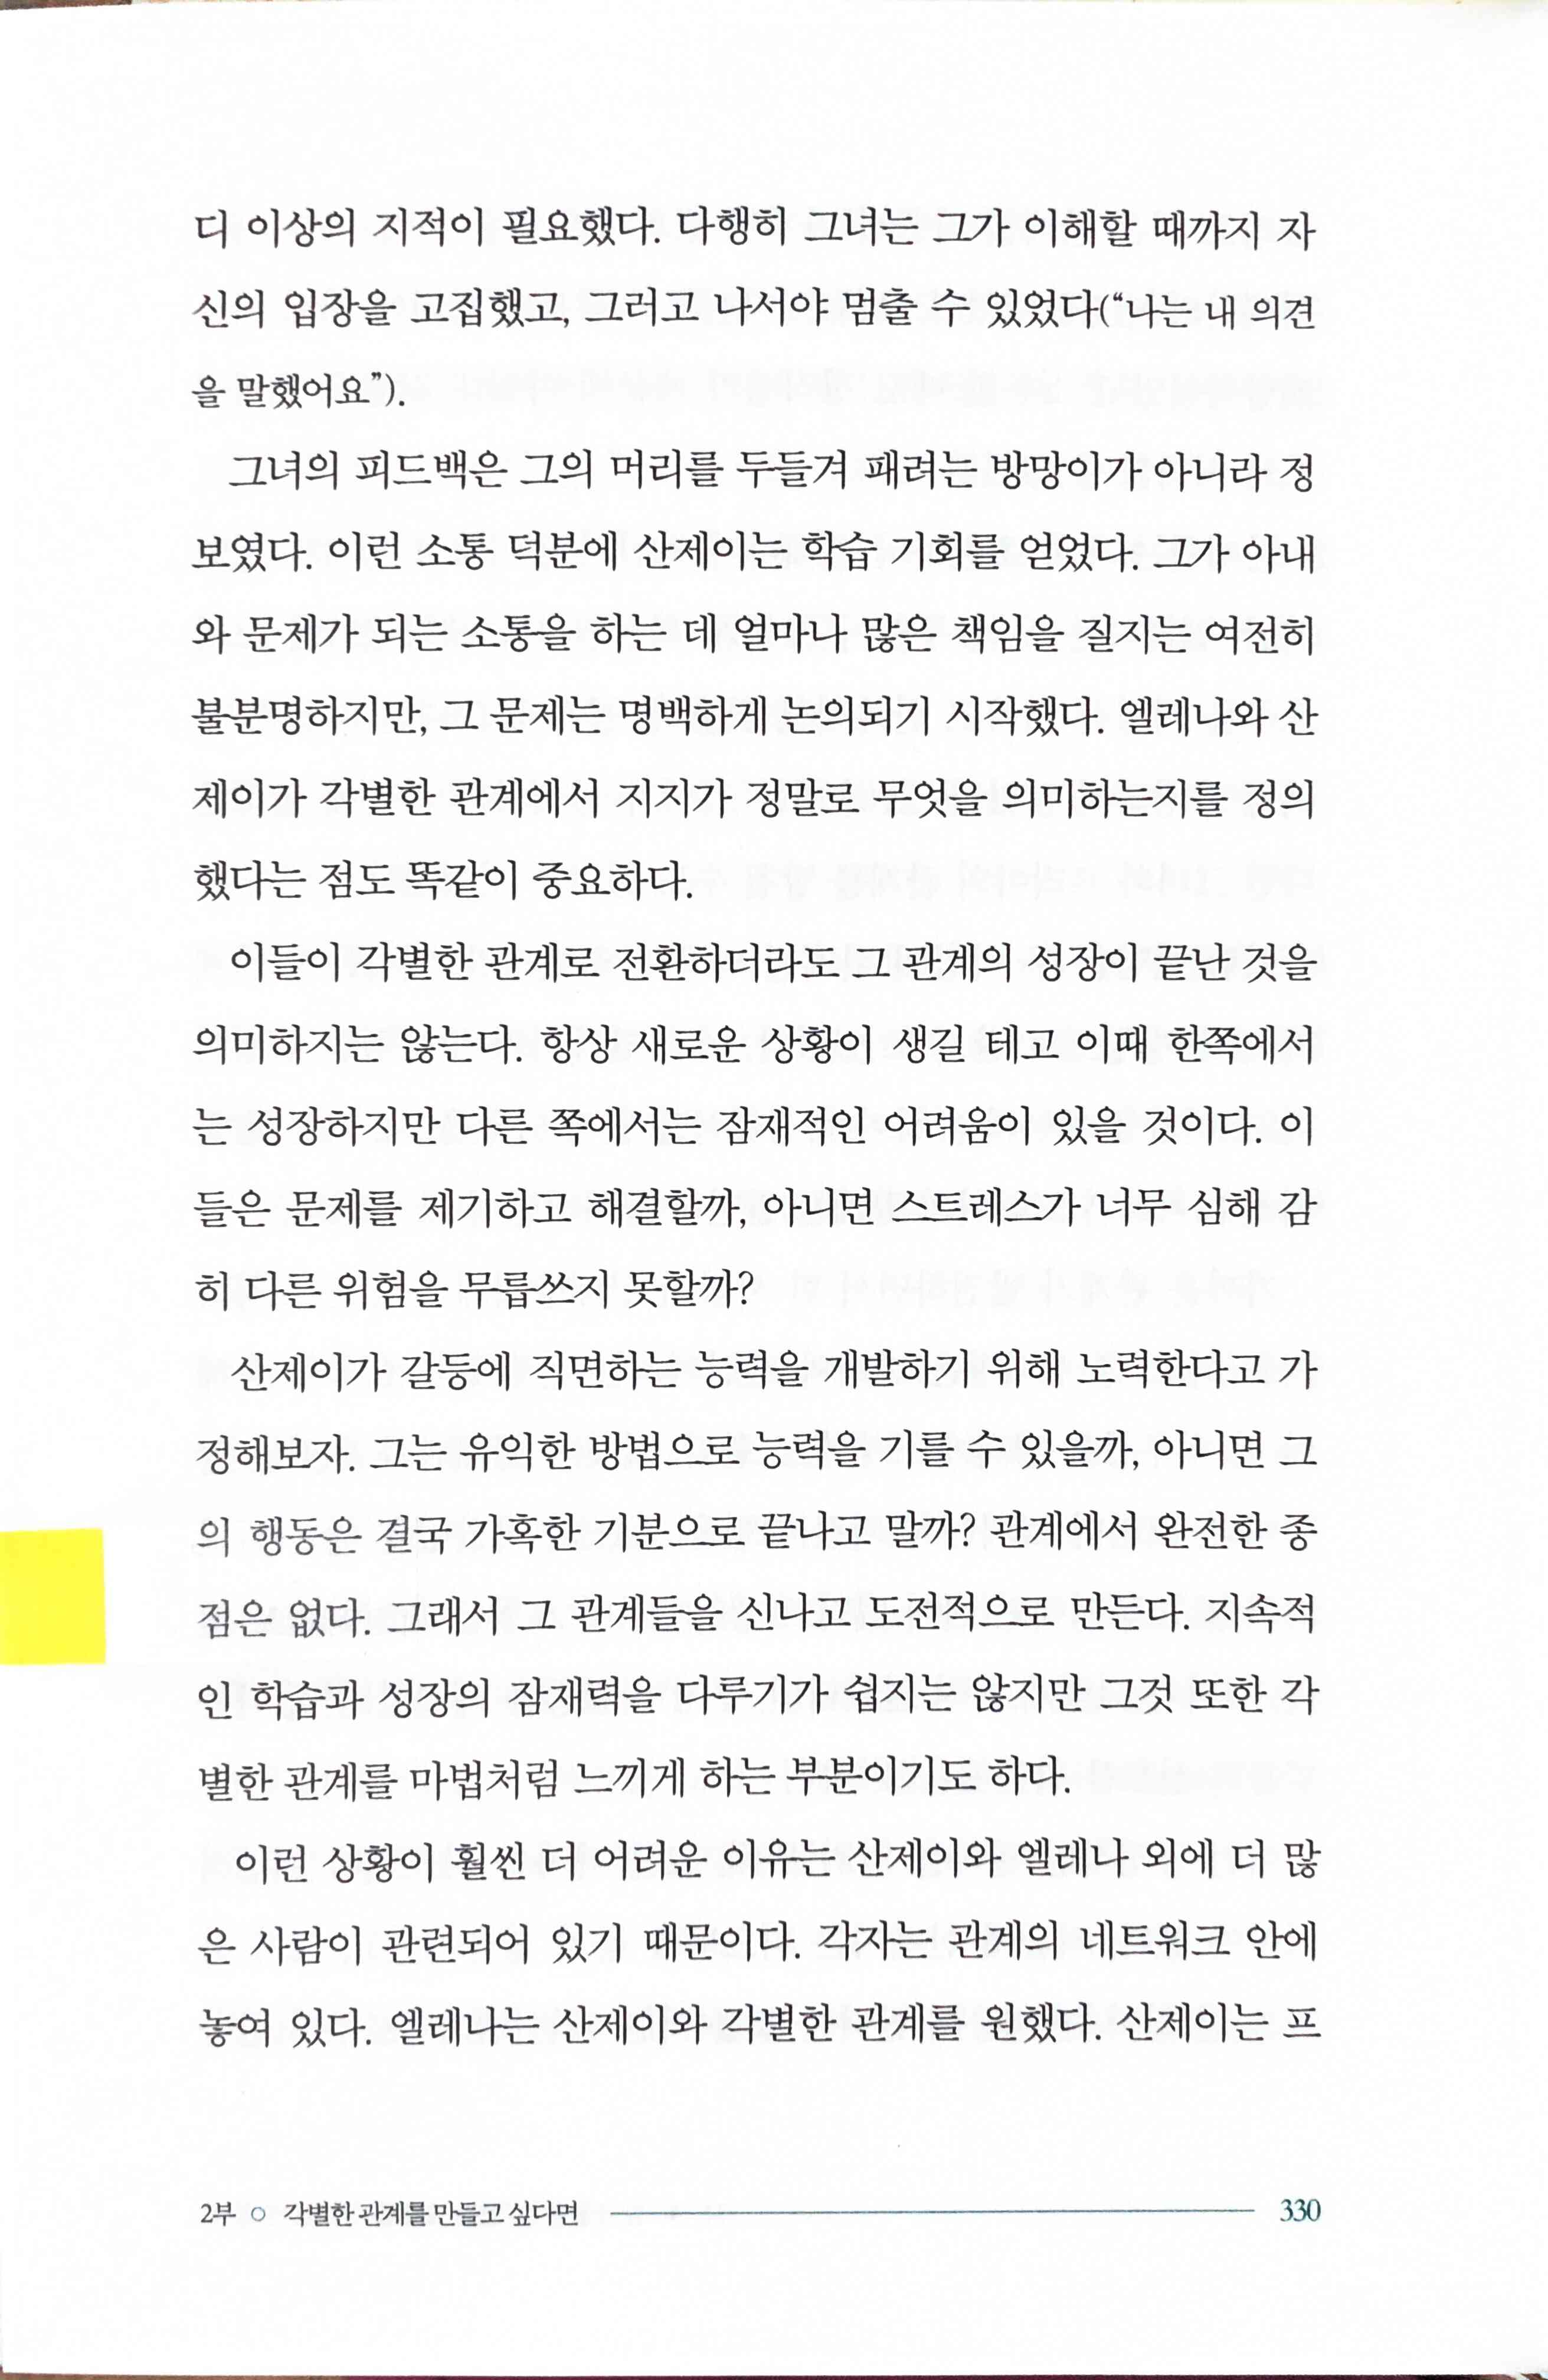 디 이상의 지적이 필요했다. 다행히 그녀는 그가 이해할 때까지 자
신의 입장을 고집했고, 그러고 나서야 멈출 수 있었다(“나는 내 의견
을 말했어요”).
그녀의 피드백은 그의 머리를 두들겨 패려는 방망이가 아니라 정
보였다. 이런 소통 덕분에 산제이는 학습 기회를 얻었다. 그가 아내
와 문제가 되는 소통을 하는 데 얼마나 많은 책임을 질지는 여전히
불분명하지만, 그 문제는 명백하게 논의되기 시작했다. 엘레나와 산
제이가 각별한 관계에서 지지가 정말로 무엇을 의미하는지를 정의
했다는 점도 똑같이 중요하다.
이들이 각별한 관계로 전환하더라도 그 관계의 성장이 끝난 것을
의미하지는 않는다. 항상 새로운 상황이 생길 테고 이때 한쪽에서
는 성장하지만 다른 쪽에서는 잠재적인 어려움이 있을 것이다. 이
들은 문제를 제기하고 해결할까, 아니면 스트레스가 너무 심해 감
히 다른 위험을 무릅쓰지 못할까?
산제이가 갈등에 직면하는 능력을 개발하기 위해 노력한다고 가
정해보자. 그는 유익한 방법으로 능력을 기를 수 있을까, 아니면 그
의 행동은 결국 가혹한 기분으로 끝나고 말까? 관계에서 완전한 종
점은 없다. 그래서 그 관계들을 신나고 도전적으로 만든다. 지속적
인 학습과 성장의 잠재력을 다루기가 쉽지는 않지만 그것 또한 각
별한 관계를 마법처럼 느끼게 하는 부분이기도 하다.
이런 상황이 훨씬 더 어려운 이유는 산제이와 엘레나 외에 더 많
은 사람이 관련되어 있기 때문이다. 각자는 관계의 네트워크 안에
놓여 있다. 엘레나는 산제이와 각별한 관계를 원했다. 산제이는 프
2부 ○ 각별한 관계를 만들고 싶다면 330